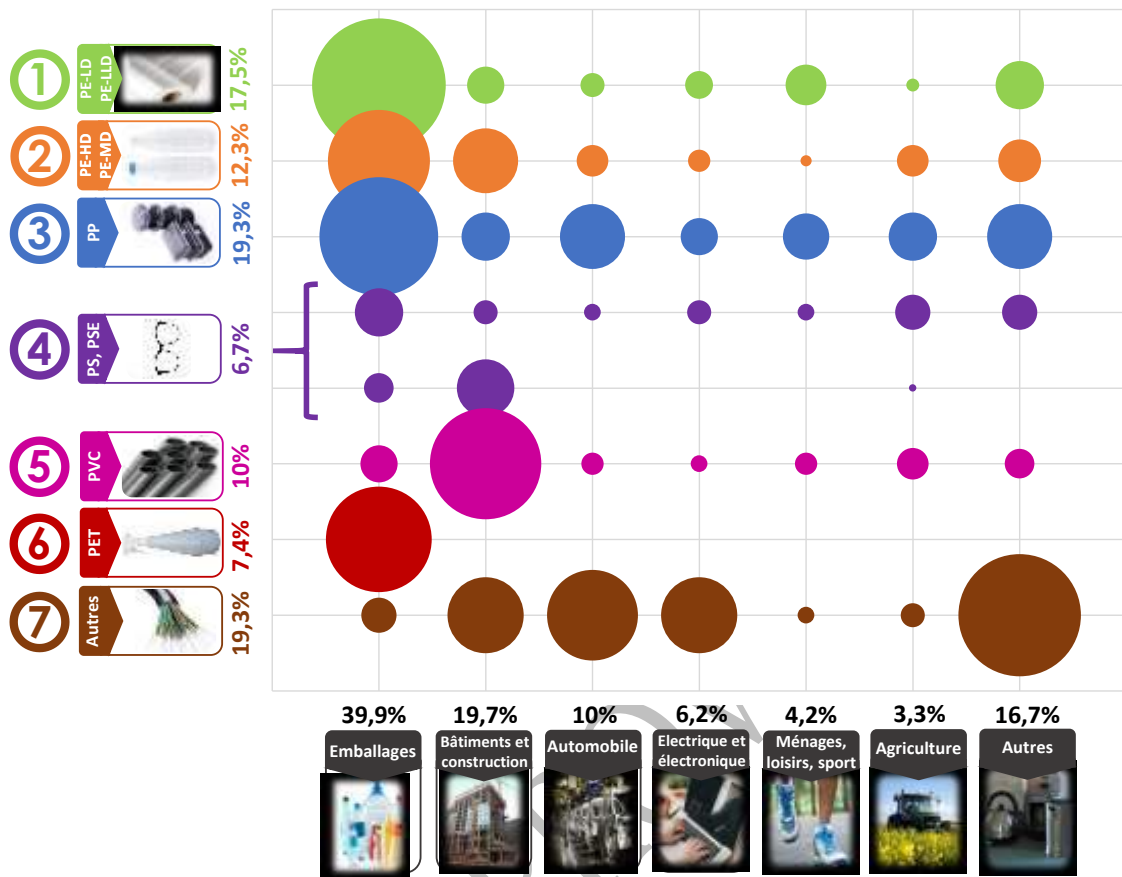 1
PE-LD
PE-LLD
17,5%
2
PE-HD
PE-MD
12,3%
3
PP
19,3%
4
PS, PSE
6,7%
5
PVC
10%
6
PET
7,4%
7
Autres
19,3%
39,9%
19,7%
10%
6,2%
4,2%
3,3%
16,7%
Emballages
Bâtiments et
construction
Automobile
Electrique et
électronique
Ménages,
loisirs, sport
Agriculture
Autres